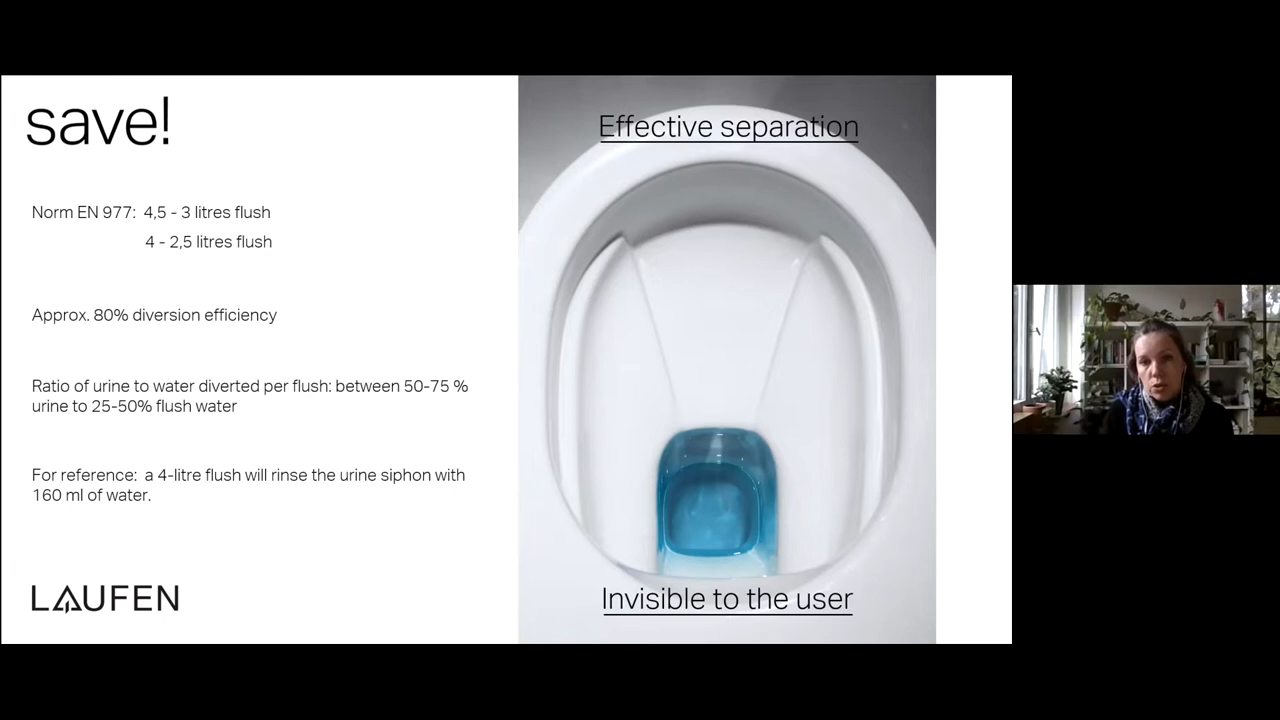 save!
Norm EN 977: 4,5 - 3 litres flush
4 - 2,5 litres flush
Approx. 80% diversion efficiency
Ratio of urine to water diverted per flush: between 50-75 %
urine to 25-50% flush water
For reference: a 4-litre flush will rinse the urine siphon with
160 ml of water.
LAUFEN
Effective separation
Invisible to the user